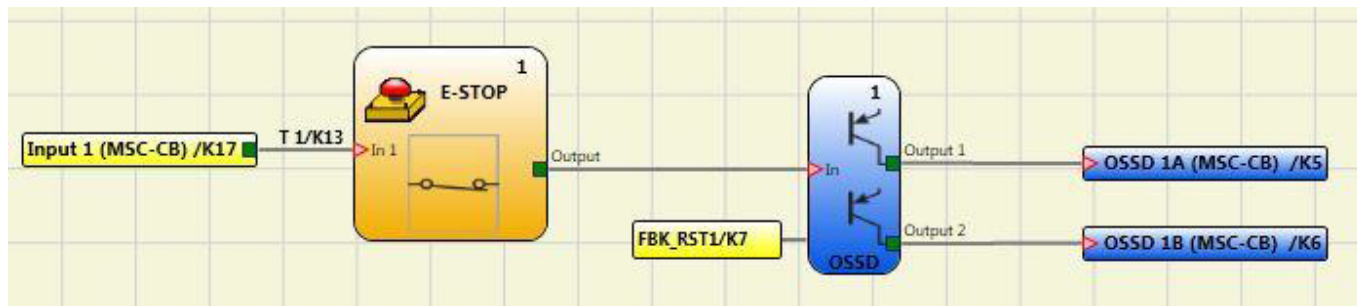 Input 1 (MSC-CB) /K17
T 1/K13
1
E-STOP
In 1
Output
FBK_RST1/K7
1
In
Output 1
Output 2
OSSD
OSSD 1A (MSC-CB) /K5
OSSD 1B (MSC-CB) /K6